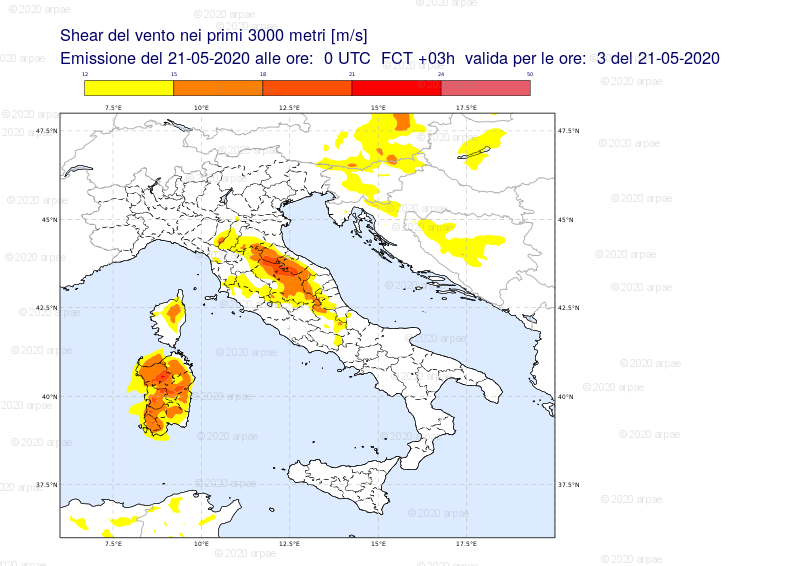 Shear del vento nei primi 3000 metri [m/s]
Emissione del 21-05-2020 alle ore: 0 UTC FCT +03h valida per le ore: 3 del 21-05-2020
12 15 18 21 24 50
7.5°E 10°E 12.5°E 15°E 17.5°E
47.5°N 47.5°N
45°N 45°N
42.5°N 42.5°N
40°N 40°N
37.5°N 37.5°N
7.5°E 10°E 12.5°E 15°E 17.5°E
©2020 arpae